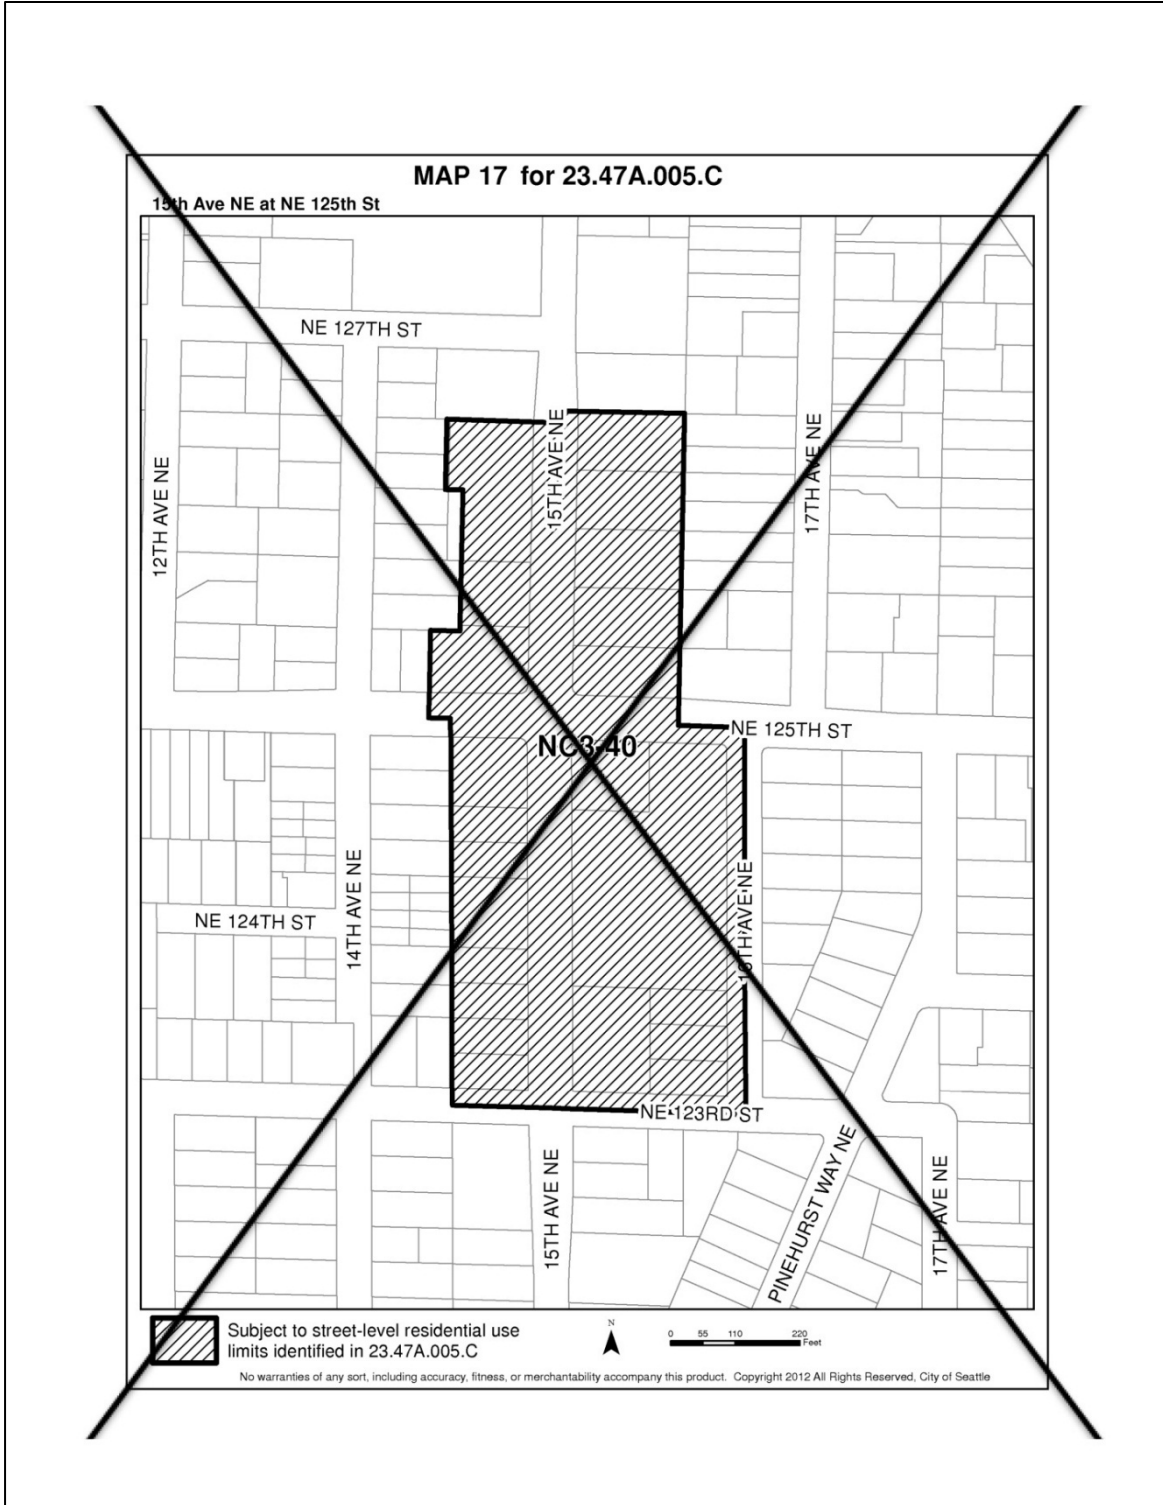 MAP 17 for 23.47A.005.C
15th Ave NE at NE 125th St
NE 127TH ST
15TH AVE NE
17TH AVE NE
12TH AVE NE
NE 125TH ST
NC3-40
14TH AVE NE
16TH AVE NE
NE 124TH ST
NE 123RD ST
15TH AVE NE
PINEHURST WAY NE
17TH AVE NE
Subject to street-level residential use
limits identified in 23.47A.005.C
N
0 55 110 220
Feet
No warranties of any sort, including accuracy, fitness, or merchantability accompany this product. Copyright 2012 All Rights Reserved, City of Seattle